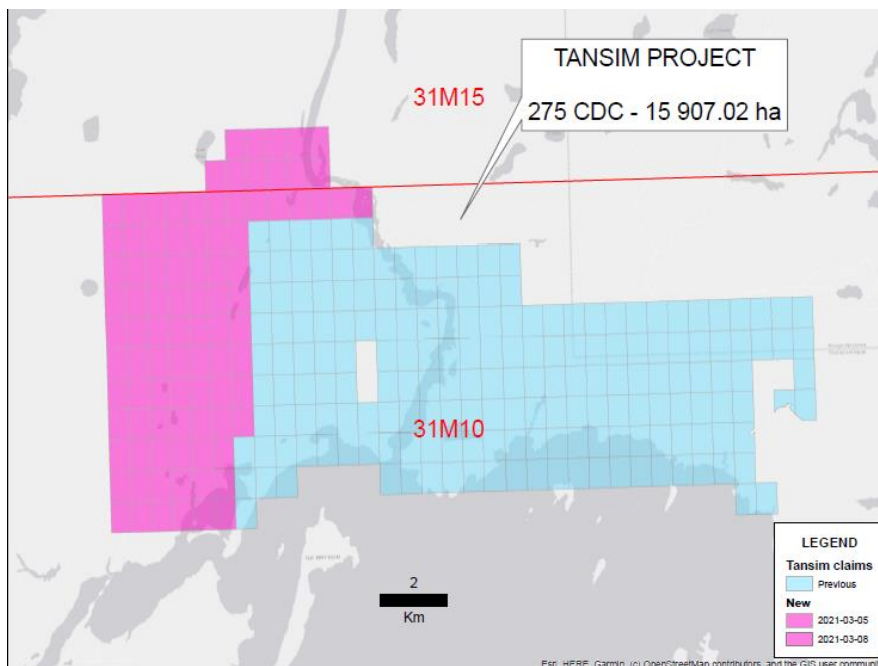 TANSIM PROJECT
275 CDC - 15 907.02 ha
31M15
31M10
2
Km
LEGEND
Tansim claims
Previous
New
2021-03-05
2021-03-08
Esri, HERE, Garmin, (c) OpenStreetMap contributors, and the GIS user communi